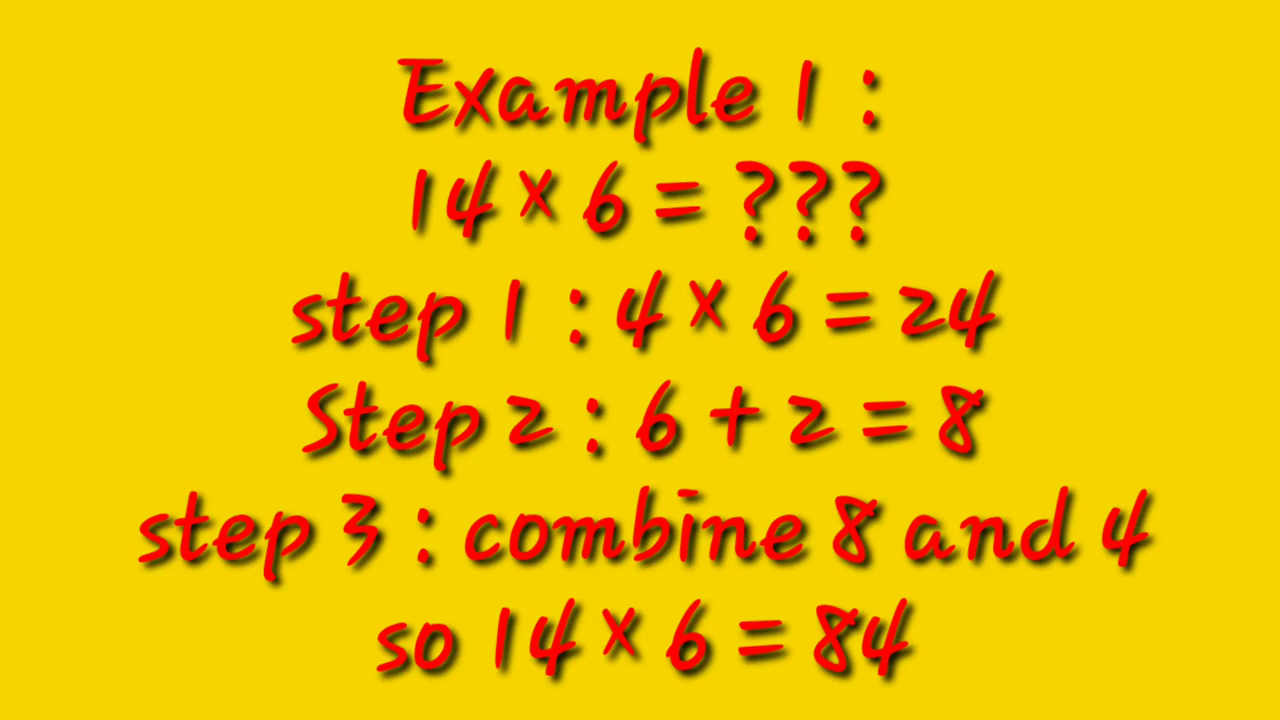 Example 1 :
14 × 6 = ???
step 1 : 4 × 6 = 24
Step 2 : 6 + 2 = 8
step 3 : combine 8 and 4
so 14 × 6 = 84